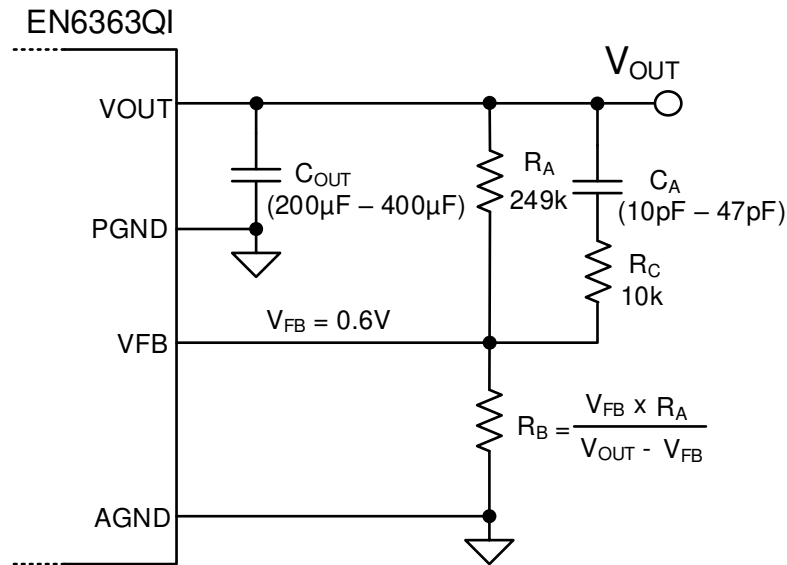 EN6363QI
VOUT
VOUT
COUT
(200µF – 400µF)
RA
249k
CA
(10pF – 47pF)
PGND
RC
10k
VFB = 0.6V
VFB
RB = VFB x RA
VOUT - VFB
AGND